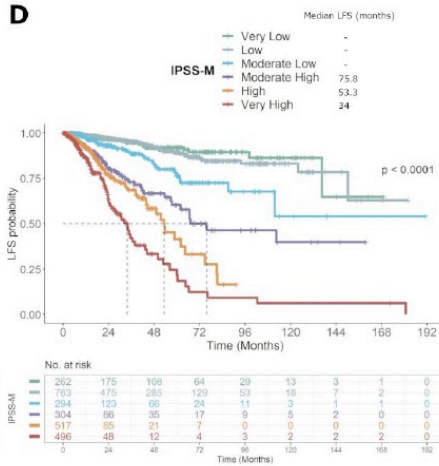 D
Median LFS (months)
IPSS-M
Very Low -
Low -
Moderate Low -
Moderate High 75.8
High 53.3
Very High 34
LFS probability
1.00
0.75
0.50
0.25
0.00
p < 0.0001
0 24 48 72 96 120 144 168 192
Time (Months)
No. at risk
IPSS-M
262 175 108 64 29 13 3 1 0
763 475 285 129 53 18 7 2 0
294 123 66 24 11 3 1 1 0
304 86 35 17 9 5 2 0 0
517 85 21 7 0 0 0 0 0
496 48 12 4 3 2 2 2 0
0 24 48 72 96 120 144 168 192
Time (Months)